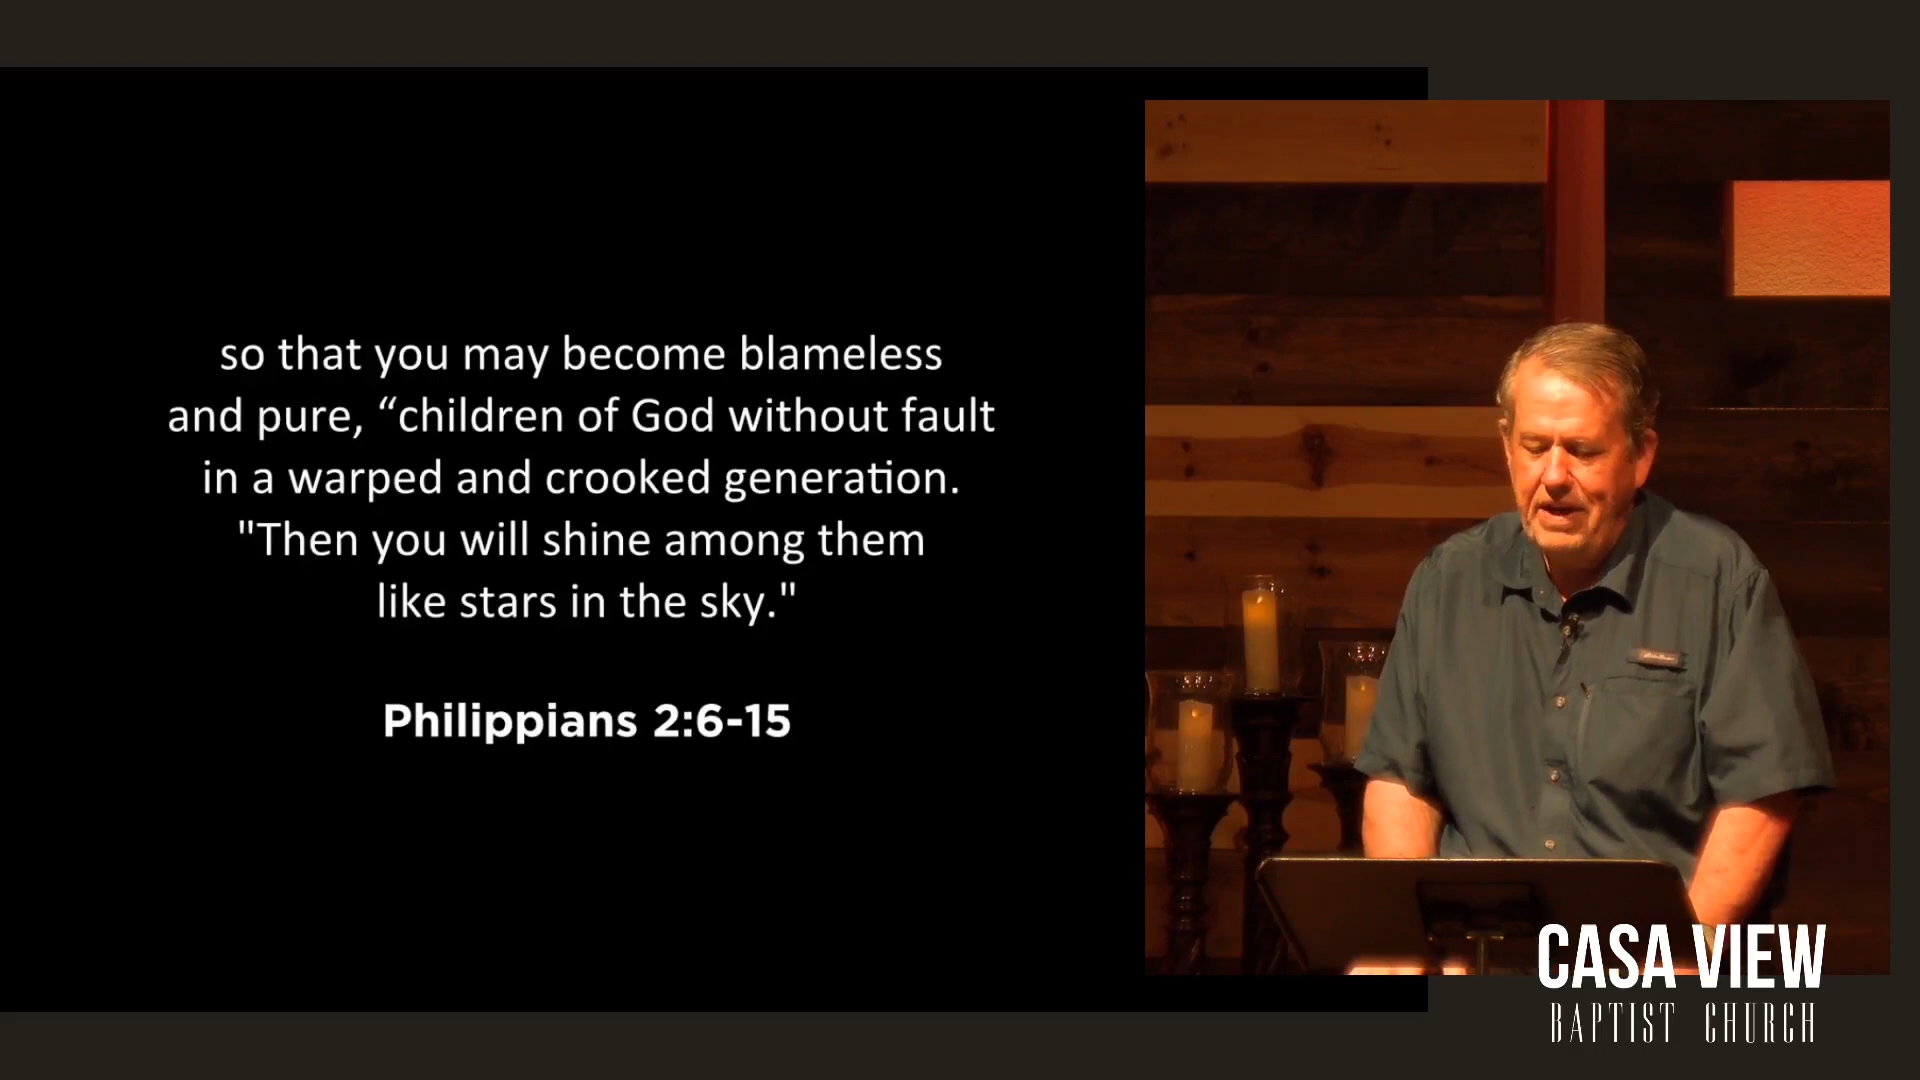 so that you may become blameless
and pure, “children of God without fault
in a warped and crooked generation.
"Then you will shine among them
like stars in the sky."
Philippians 2:6-15
CASA VIEW
BAPTIST CHURCH